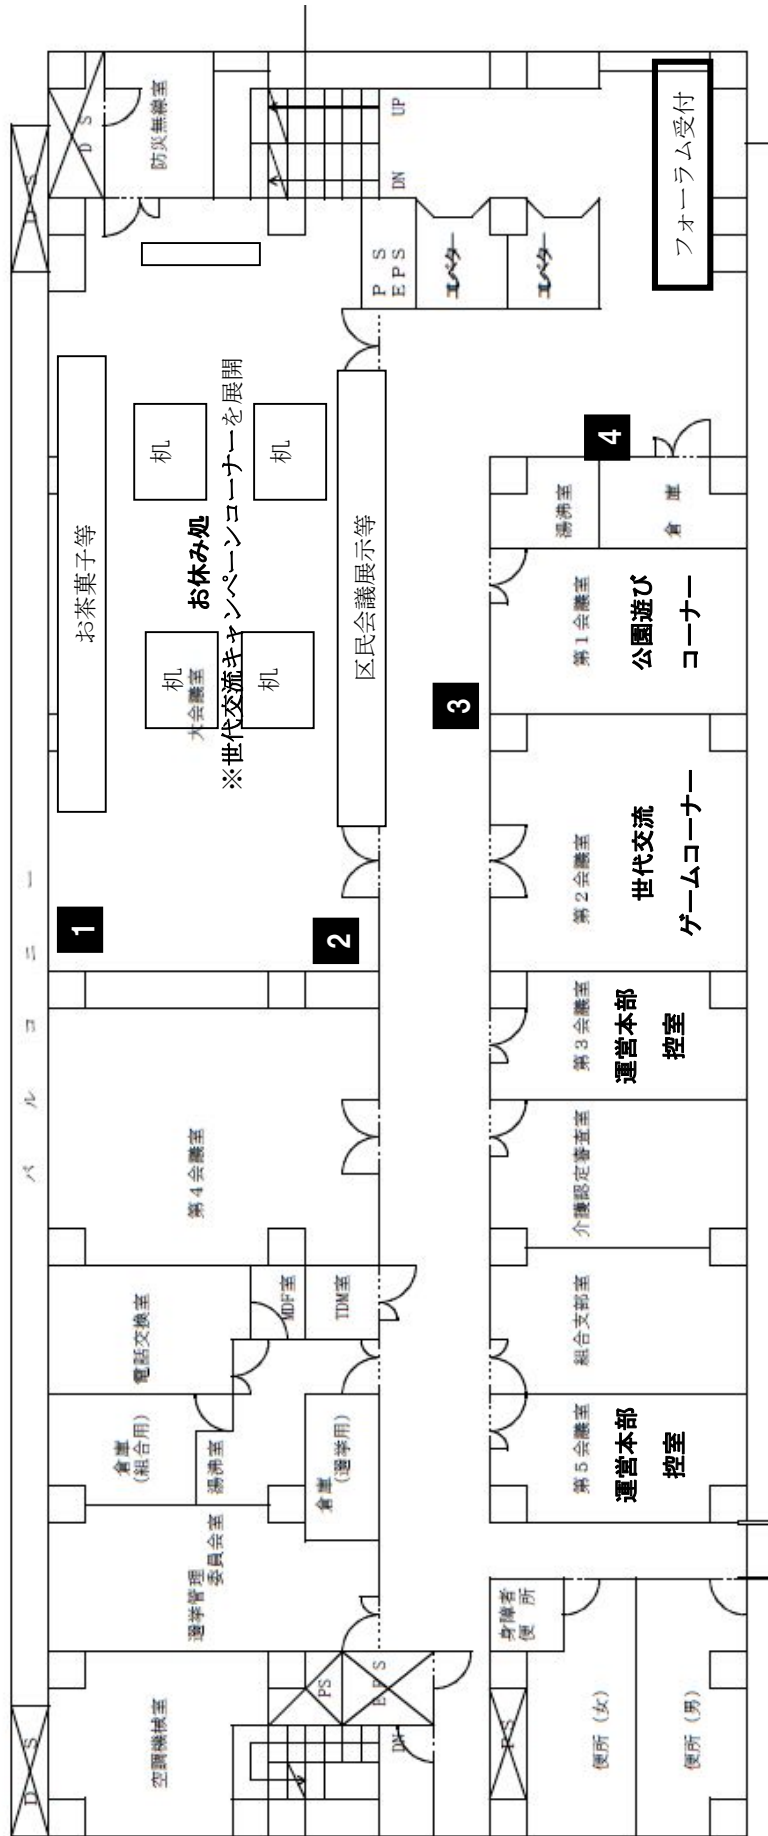 DS
バルコニー
DS
DS
1
お茶菓子等
防災無線室
空調機械室
選挙管理
委員会室
倉庫
(組合用)
湯沸室
電話交換室
第4会議室
机
机
大会議室
お休み処
※世代交流キャンペーンコーナーを展開
机
机
PS
EPS
DN
倉庫
(選挙用)
MDF室
TDM室
2
区民会議展示等
PS
EPS
DN
UP
エレベーター
エレベーター
3
PS
身障者
便所
便所(女)
便所(男)
第5会議室
運営本部
控室
組合支部室
介護認定審査室
第3会議室
運営本部
控室
第2会議室
世代交流
ゲームコーナー
第1会議室
公園遊び
コーナー
湯沸室
倉庫
4
フォーラム受付